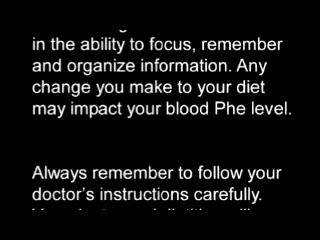 in the ability to focus, remember
and organize information. Any
change you make to your diet
may impact your blood Phe level.
Always remember to follow your
doctor's instructions carefully.